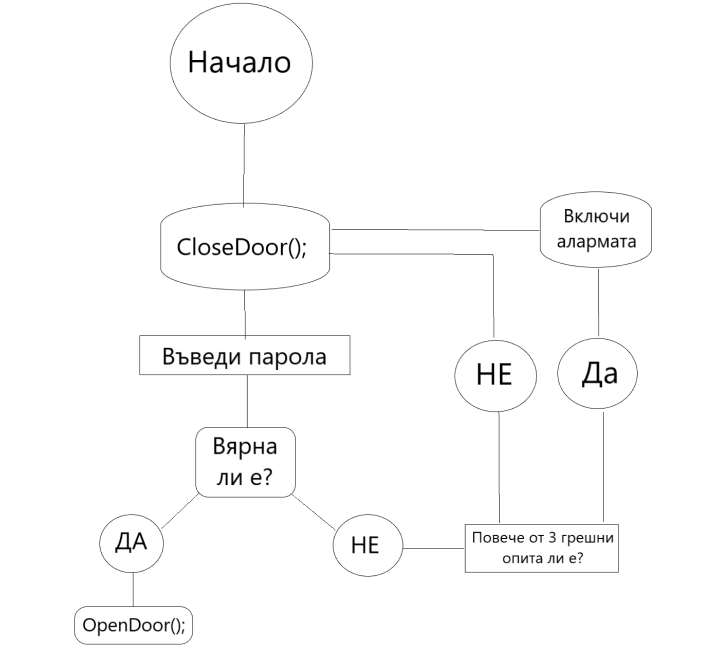 Начало
Включи
алармата
CloseDoor();
Въведи парола
НЕ
Да
Вярна
ли е?
ДА
НЕ
Повече от 3 грешни
опита ли е?
OpenDoor();